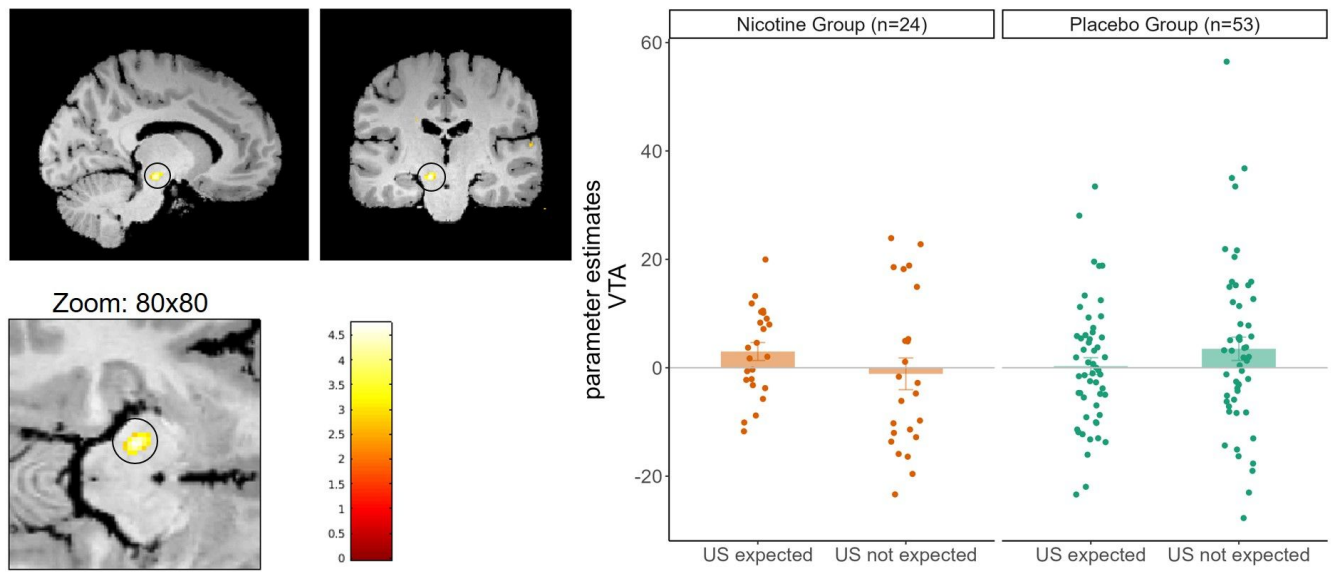 Zoom: 80x80
4.5
4
3.5
3
2.5
2
1.5
1
0.5
0
parameter estimates
VTA
Nicotine Group (n=24)
Placebo Group (n=53)
60
40
20
0
-20
US expected
US not expected
US expected
US not expected